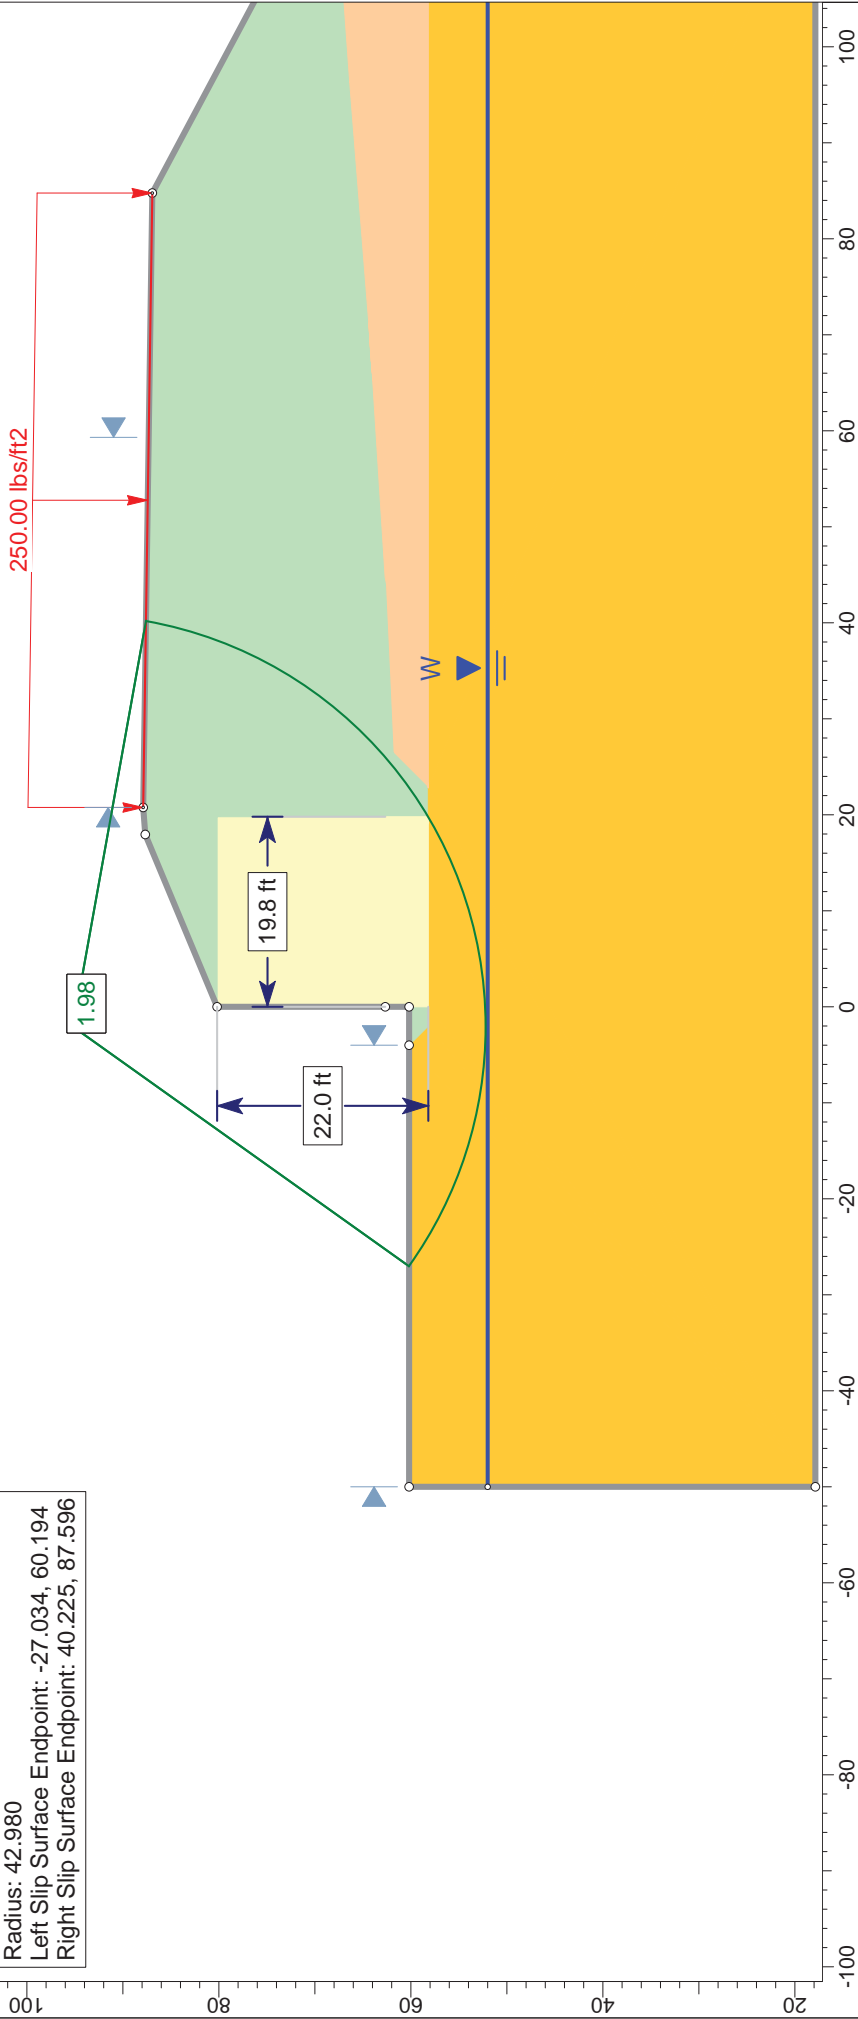 Radius: 42.980
Left Slip Surface Endpoint: -27.034, 60.194
Right Slip Surface Endpoint: 40.225, 87.596
250.00 lbs/ft2
1.98
19.8 ft
22.0 ft
W
100
80
60
40
20
-100
-80
-60
-40
-20
0
20
40
60
80
100